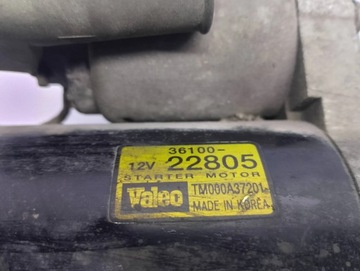 36100-
12V 22805
STARTER MOTOR
Valeo TM000A37201
MADE IN KOREA